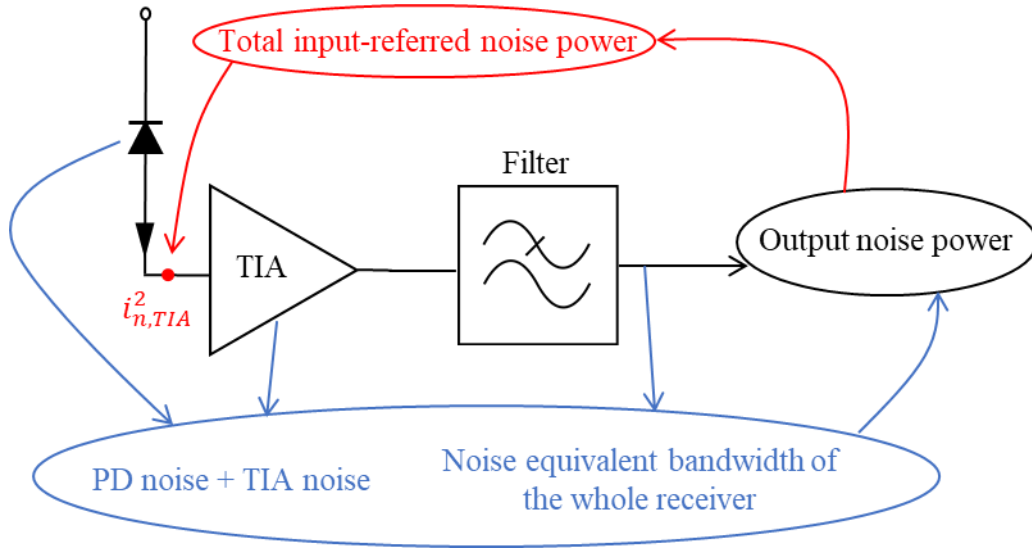 Total input-referred noise power
Filter
TIA
Output noise power
i²n,TIA
PD noise + TIA noise
Noise equivalent bandwidth of
the whole receiver